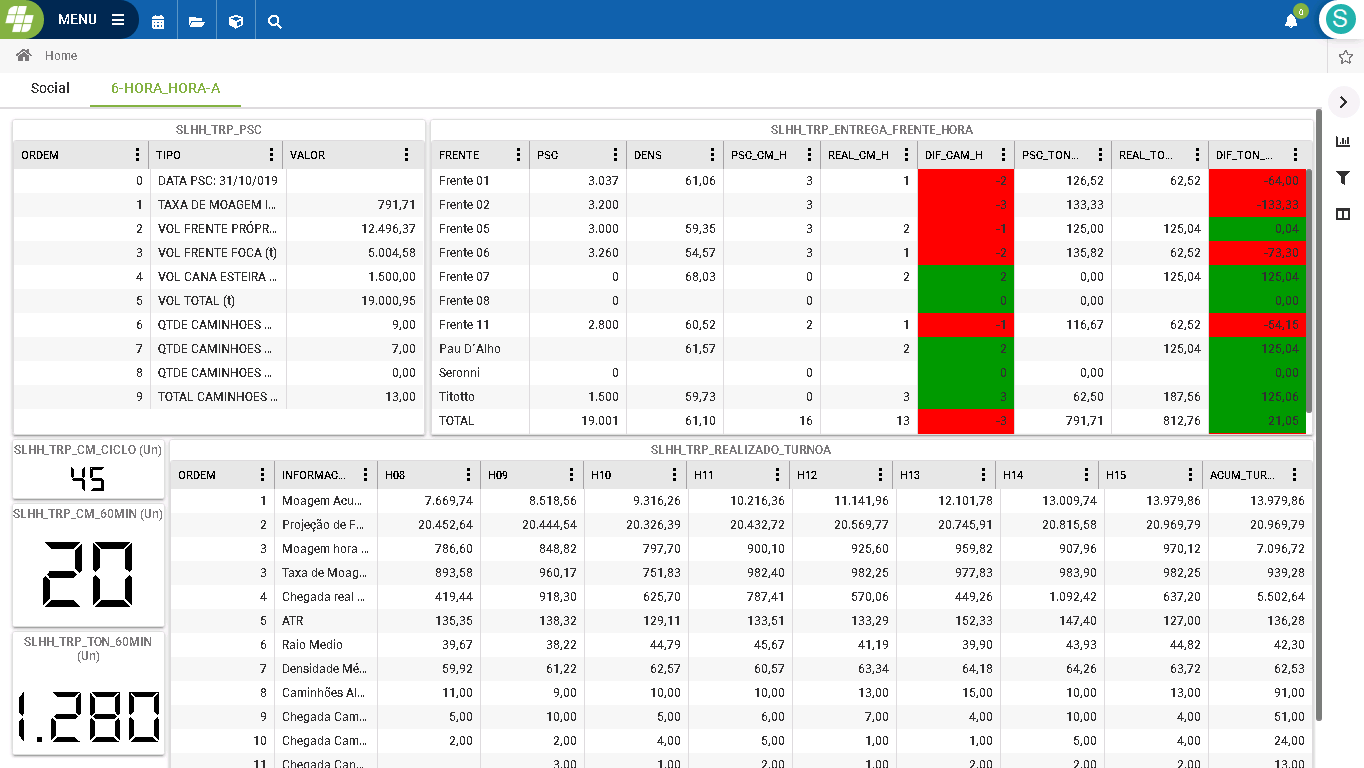 MENU
0
S
Home
Social 6-HORA_HORA-A
SLHH_TRP_PSC
ORDEM TIPO VALOR
0 DATA PSC: 31/10/019
1 TAXA DE MOAGEM I... 791,71
2 VOL FRENTE PRÓPR... 12.496,37
3 VOL FRENTE FOCA (t) 5.004,58
4 VOL CANA ESTEIRA ... 1.500,00
5 VOL TOTAL (t) 19.000,95
6 QTDE CAMINHOES ... 9,00
7 QTDE CAMINHOES ... 7,00
8 QTDE CAMINHOES ... 0,00
9 TOTAL CAMINHOES ... 13,00
SLHH_TRP_ENTREGA_FRENTE_HORA
FRENTE PSC DENS PSC_CM_H REAL_CM_H DIF_CAM_H PSC_TON... REAL_TO... DIF_TON_...
Frente 01 3.037 61,06 3 1 -2 126,52 62,52 64,00
Frente 02 3.200 3 -3 133,33 -133,33
Frente 05 3.000 59,35 3 2 -1 125,00 125,04 0,04
Frente 06 3.260 54,57 3 1 -2 135,82 62,52 73,30
Frente 07 0 68,03 0 2 2 0,00 125,04 125,04
Frente 08 0 0 0 0,00 0,00
Frente 11 2.800 60,52 2 1 -1 116,67 62,52 54,15
Pau D´Alho 61,57 2 2 125,04 125,04
Seronni 0 0 0 0,00 0,00
Titotto 1.500 59,73 0 3 3 62,50 187,56 125,06
TOTAL 19.001 61,10 16 13 -3 791,71 812,76 21,05
SLHH_TRP_CM_CICLO (Un)
45
SLHH_TRP_CM_60MIN (Un)
20
SLHH_TRP_TON_60MIN
(Un)
1.280
SLHH_TRP_REALIZADO_TURNOA
ORDEM INFORMAC... H08 H09 H10 H11 H12 H13 H14 H15 ACUM_TUR...
1 Moagem Acu... 7.669,74 8.518,56 9.316,26 10.216,36 11.141,96 12.101,78 13.009,74 13.979,86 13.979,86
2 Projeção de F... 20.452,64 20.444,54 20.326,39 20.432,72 20.569,77 20.745,91 20.815,58 20.969,79 20.969,79
3 Moagem hora ... 786,60 848,82 797,70 900,10 925,60 959,82 907,96 970,12 7.096,72
3 Taxa de Moag... 893,58 960,17 751,83 982,40 982,25 977,83 983,90 982,25 939,28
4 Chegada real ... 419,44 918,30 625,70 787,41 570,06 449,26 1.092,42 637,20 5.502,64
5 ATR 135,35 138,32 129,11 133,51 133,29 152,33 147,40 127,00 136,28
6 Raio Medio 39,67 38,22 44,79 45,67 41,19 39,90 43,93 44,82 42,30
7 Densidade Mé... 59,92 61,22 62,57 60,57 63,34 64,18 64,26 63,72 62,53
8 Caminhões Al... 11,00 9,00 10,00 10,00 13,00 15,00 10,00 13,00 91,00
9 Chegada Cam... 5,00 10,00 5,00 6,00 7,00 4,00 10,00 4,00 51,00
10 Chegada Cam... 2,00 2,00 4,00 5,00 1,00 1,00 5,00 4,00 24,00
11 Chegada Can... 3,00 1,00 2,00 1,00 2,00 2,00 2,00 13,00